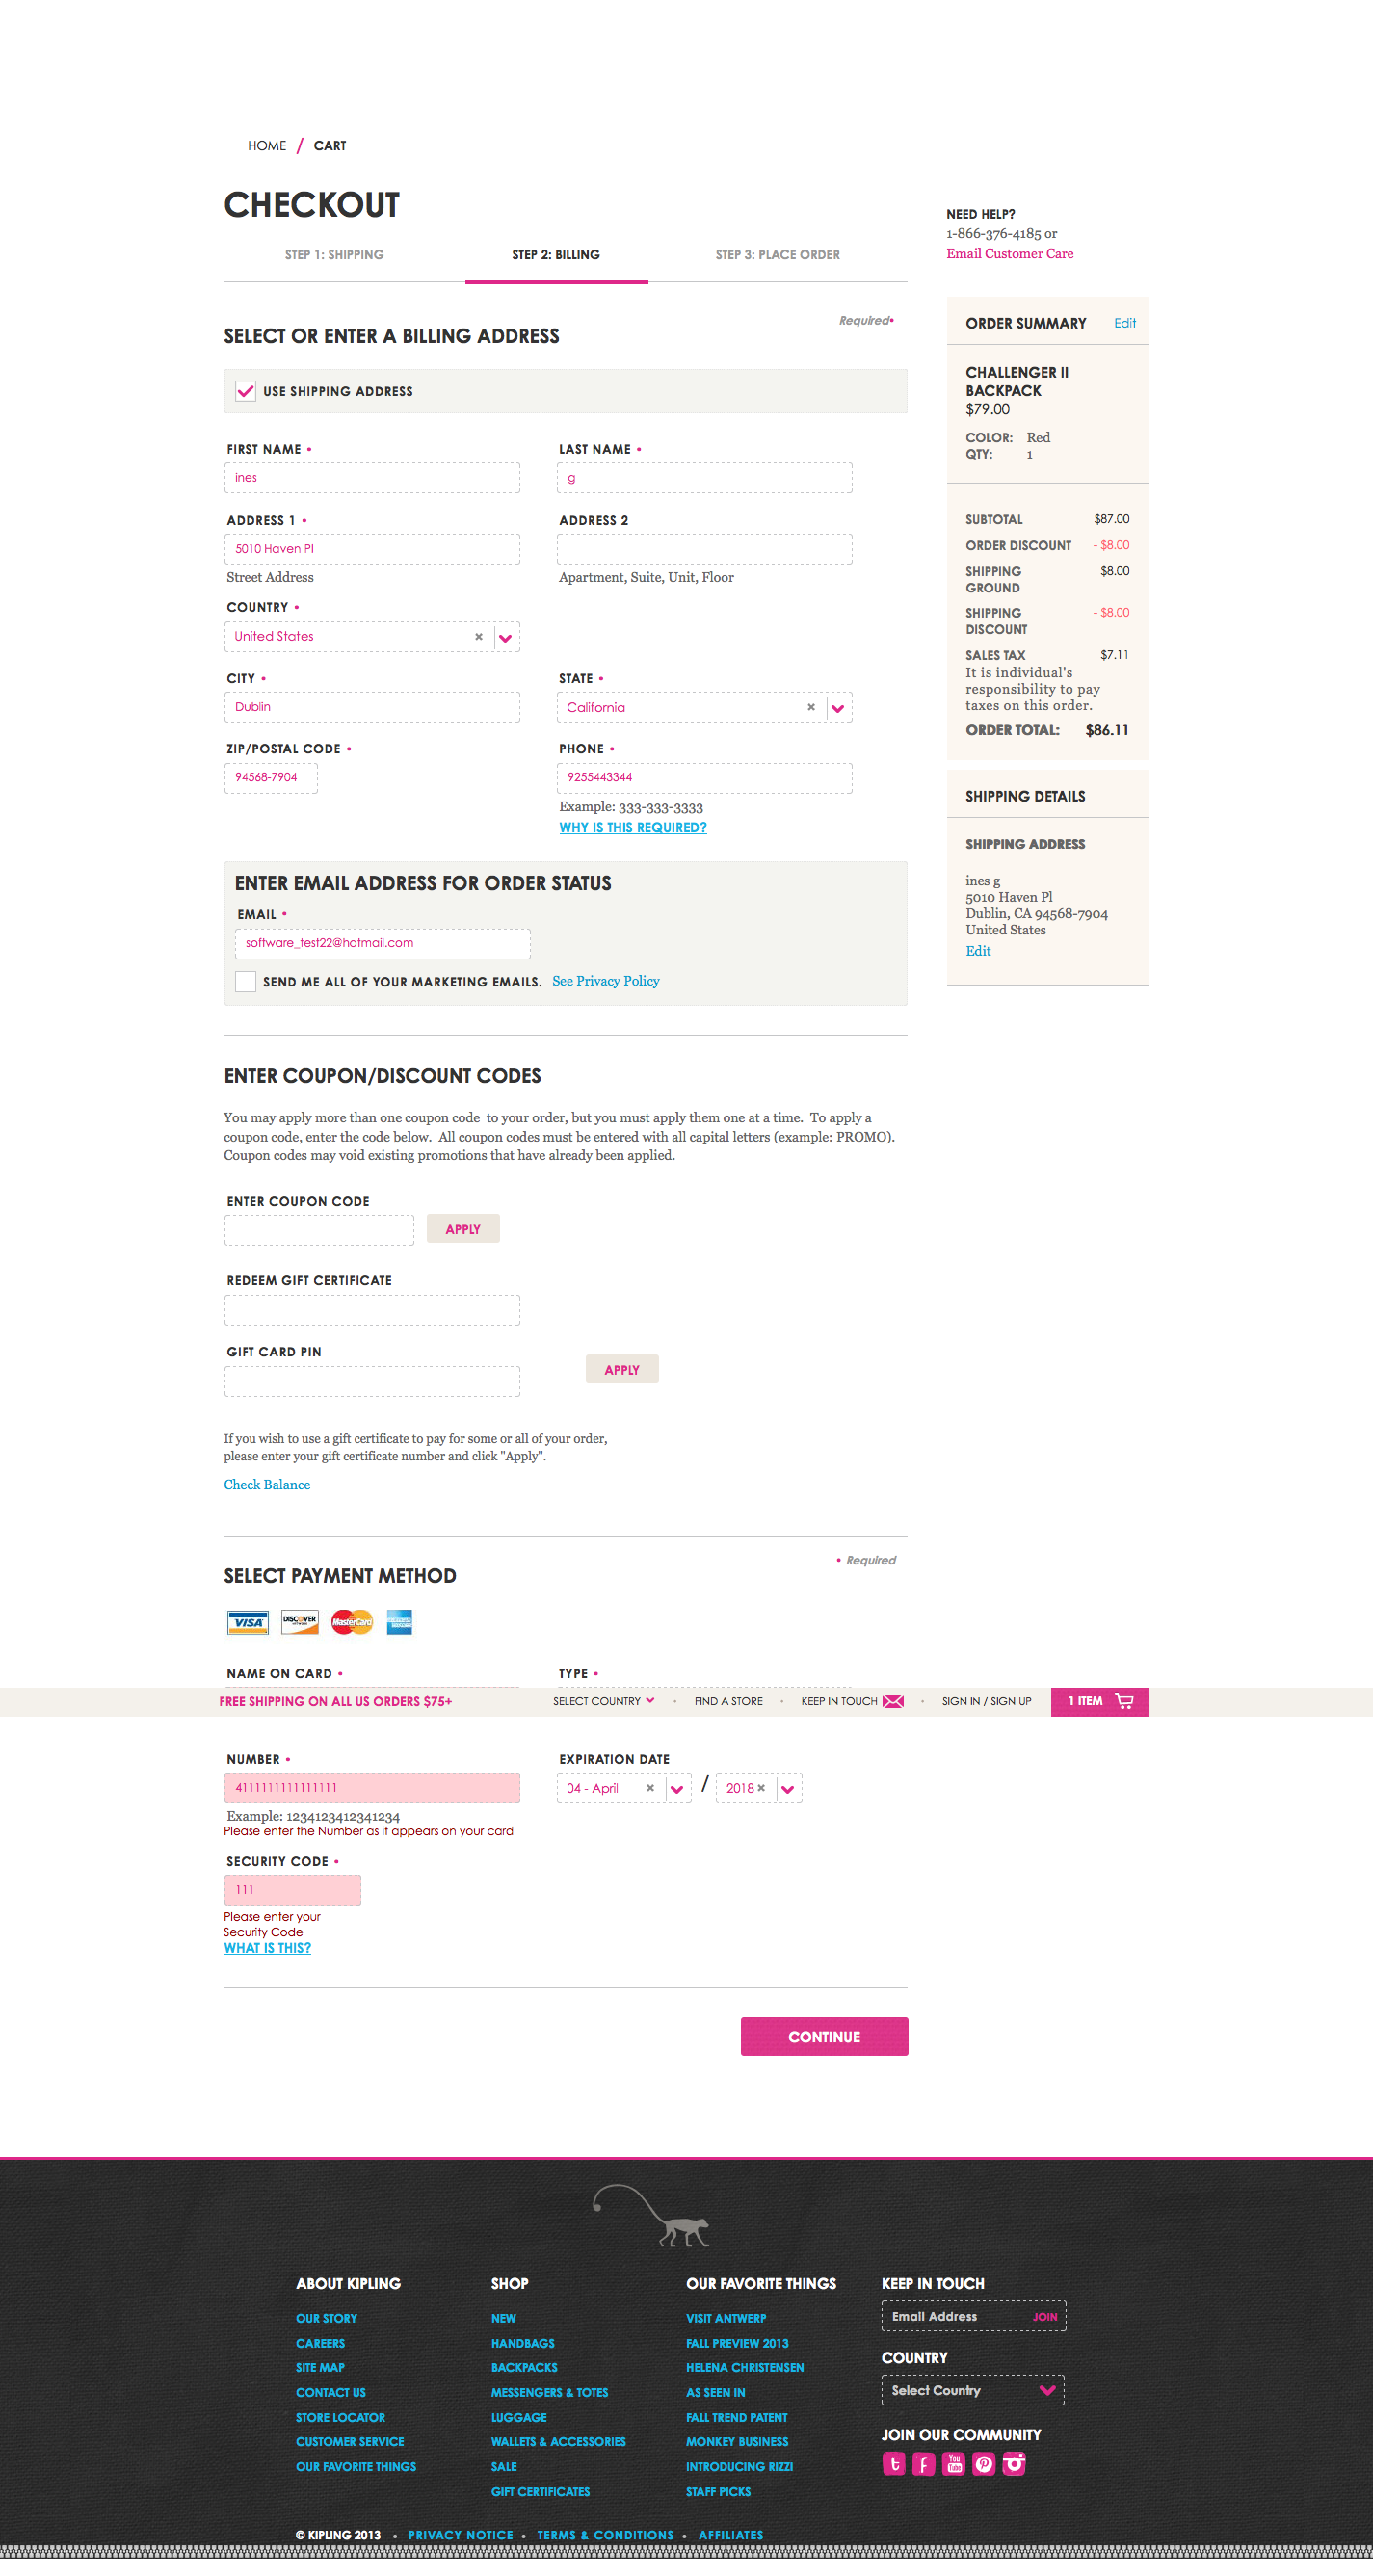 HOME / CART
CHECKOUT
STEP 1: SHIPPING
STEP 2: BILLING
STEP 3: PLACE ORDER
NEED HELP?
1-866-376-4185 or
Email Customer Care
Required•
SELECT OR ENTER A BILLING ADDRESS
USE SHIPPING ADDRESS
FIRST NAME •
LAST NAME •
ines
g
ADDRESS 1 •
ADDRESS 2
5010 Haven Pl
Street Address
Apartment, Suite, Unit, Floor
COUNTRY •
United States
CITY •
STATE •
Dublin
California
ZIP/POSTAL CODE •
PHONE •
94568-7904
9255443344
Example: 333-333-3333
WHY IS THIS REQUIRED?
ENTER EMAIL ADDRESS FOR ORDER STATUS
EMAIL •
software_test22@hotmail.com
SEND ME ALL OF YOUR MARKETING EMAILS. See Privacy Policy
ORDER SUMMARY Edit
CHALLENGER II
BACKPACK
$79.00
COLOR: Red
QTY: 1
SUBTOTAL $87.00
ORDER DISCOUNT - $8.00
SHIPPING $8.00
GROUND
SHIPPING - $8.00
DISCOUNT
SALES TAX $7.11
It is individual's
responsibility to pay
taxes on this order.
ORDER TOTAL: $86.11
SHIPPING DETAILS
SHIPPING ADDRESS
ines g
5010 Haven Pl
Dublin, CA 94568-7904
United States
Edit
ENTER COUPON/DISCOUNT CODES
You may apply more than one coupon code to your order, but you must apply them one at a time. To apply a
coupon code, enter the code below. All coupon codes must be entered with all capital letters (example: PROMO).
Coupon codes may void existing promotions that have already been applied.
ENTER COUPON CODE
APPLY
REDEEM GIFT CERTIFICATE
GIFT CARD PIN
APPLY
If you wish to use a gift certificate to pay for some or all of your order,
please enter your gift certificate number and click "Apply".
Check Balance
• Required
SELECT PAYMENT METHOD
VISA DISCOVER MasterCard AMERICAN EXPRESS
NAME ON CARD •
TYPE •
FREE SHIPPING ON ALL US ORDERS $75+
SELECT COUNTRY • FIND A STORE • KEEP IN TOUCH • SIGN IN / SIGN UP
1 ITEM
NUMBER •
EXPIRATION DATE
4111111111111111
04 - April / 2018
Example: 1234123412341234
Please enter the Number as it appears on your card
SECURITY CODE •
111
Please enter your
Security Code
WHAT IS THIS?
CONTINUE
ABOUT KIPLING
OUR STORY
CAREERS
SITE MAP
CONTACT US
STORE LOCATOR
CUSTOMER SERVICE
OUR FAVORITE THINGS
SHOP
NEW
HANDBAGS
BACKPACKS
MESSENGERS & TOTES
LUGGAGE
WALLETS & ACCESSORIES
SALE
GIFT CERTIFICATES
OUR FAVORITE THINGS
VISIT ANTWERP
FALL PREVIEW 2013
HELENA CHRISTENSEN
AS SEEN IN
FALL TREND PATENT
MONKEY BUSINESS
INTRODUCING RIZZI
STAFF PICKS
KEEP IN TOUCH
Email Address JOIN
COUNTRY
Select Country
JOIN OUR COMMUNITY
You Tube
© KIPLING 2013 • PRIVACY NOTICE • TERMS & CONDITIONS • AFFILIATES